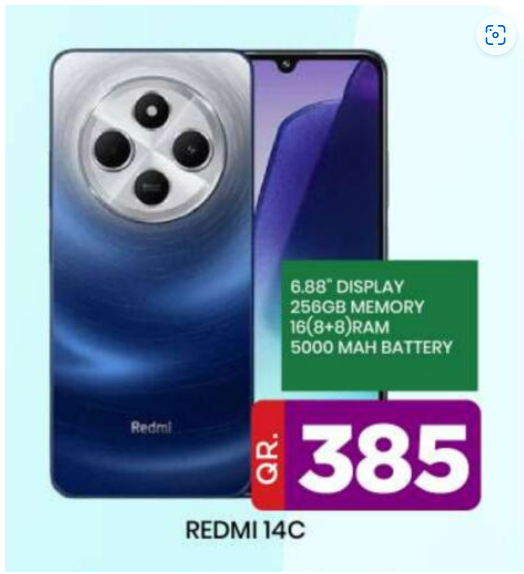 6.88" DISPLAY
256GB MEMORY
16(8+8)RAM
5000 MAH BATTERY
Redmi
QR. 385
REDMI 14C